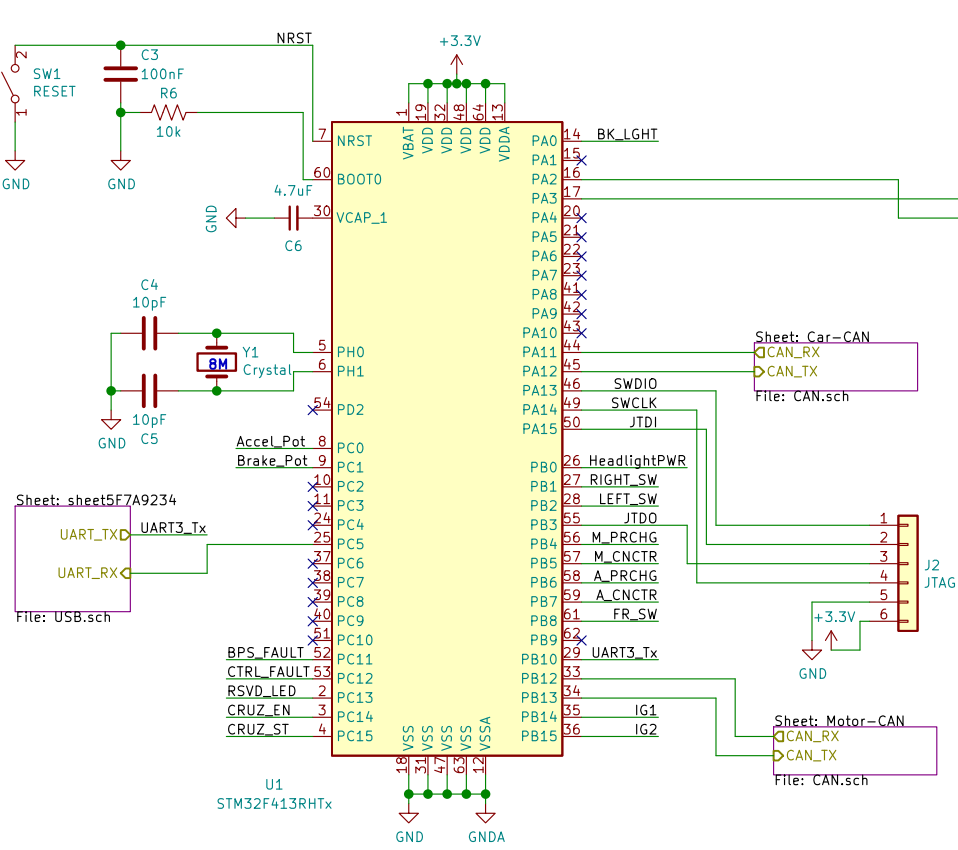 NRST
+3.3V
2
SW1
RESET
1
GND
C3
100nF
R6
10k
GND
4.7uF
GND
C6
C4
10pF
8M
Y1
Crystal
10pF
C5
GND
Accel_Pot
Brake_Pot
Sheet: sheet5F7A9234
UART_TX
UART3_Tx
UART_RX
File: USB.sch
BPS_FAULT
CTRL_FAULT
RSVD_LED
CRUZ_EN
CRUZ_ST
1 VBAT
19 VDD
32 VDD
48 VDD
64 VDD
13 VDDA
7 NRST
60 BOOT0
30 VCAP_1
5 PH0
6 PH1
54 PD2
8 PC0
9 PC1
10 PC2
11 PC3
24 PC4
25 PC5
37 PC6
38 PC7
39 PC8
40 PC9
51 PC10
52 PC11
53 PC12
2 PC13
3 PC14
4 PC15
PA0 14 BK_LGHT
PA1 15
PA2 16
PA3 17
PA4 20
PA5 21
PA6 22
PA7 23
PA8 41
PA9 42
PA10 43
PA11 44
PA12 45
PA13 46 SWDIO
PA14 49 SWCLK
PA15 50 JTDI
PB0 26 HeadlightPWR
PB1 27 RIGHT_SW
PB2 28 LEFT_SW
PB3 55 JTDO
PB4 56 M_PRCHG
PB5 57 M_CNCTR
PB6 58 A_PRCHG
PB7 59 A_CNCTR
PB8 61 FR_SW
PB9 62
PB10 29 UART3_Tx
PB12 33
PB13 34
PB14 35 IG1
PB15 36 IG2
VSS 18
VSS 31
VSS 47
VSS 63
VSSA 12
U1
STM32F413RHTx
GND
GNDA
Sheet: Car-CAN
CAN_RX
CAN_TX
File: CAN.sch
1
2
3
4
5
6
J2
JTAG
+3.3V
GND
Sheet: Motor-CAN
CAN_RX
CAN_TX
File: CAN.sch